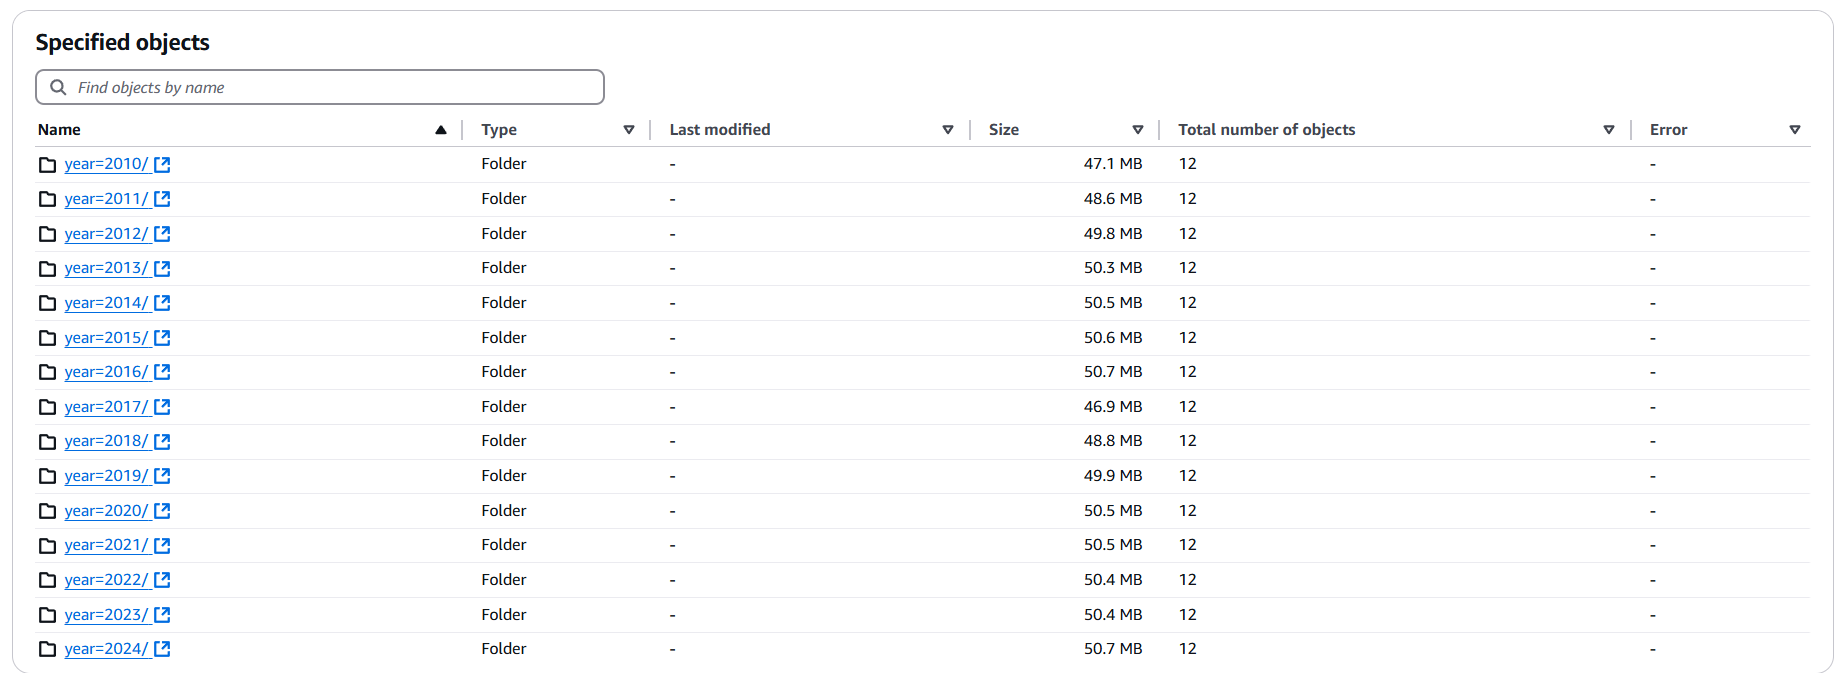 Specified objects
Find objects by name
Name Type Last modified Size Total number of objects Error
year=2010/ Folder - 47.1 MB 12 -
year=2011/ Folder - 48.6 MB 12 -
year=2012/ Folder - 49.8 MB 12 -
year=2013/ Folder - 50.3 MB 12 -
year=2014/ Folder - 50.5 MB 12 -
year=2015/ Folder - 50.6 MB 12 -
year=2016/ Folder - 50.7 MB 12 -
year=2017/ Folder - 46.9 MB 12 -
year=2018/ Folder - 48.8 MB 12 -
year=2019/ Folder - 49.9 MB 12 -
year=2020/ Folder - 50.5 MB 12 -
year=2021/ Folder - 50.5 MB 12 -
year=2022/ Folder - 50.4 MB 12 -
year=2023/ Folder - 50.4 MB 12 -
year=2024/ Folder - 50.7 MB 12 -